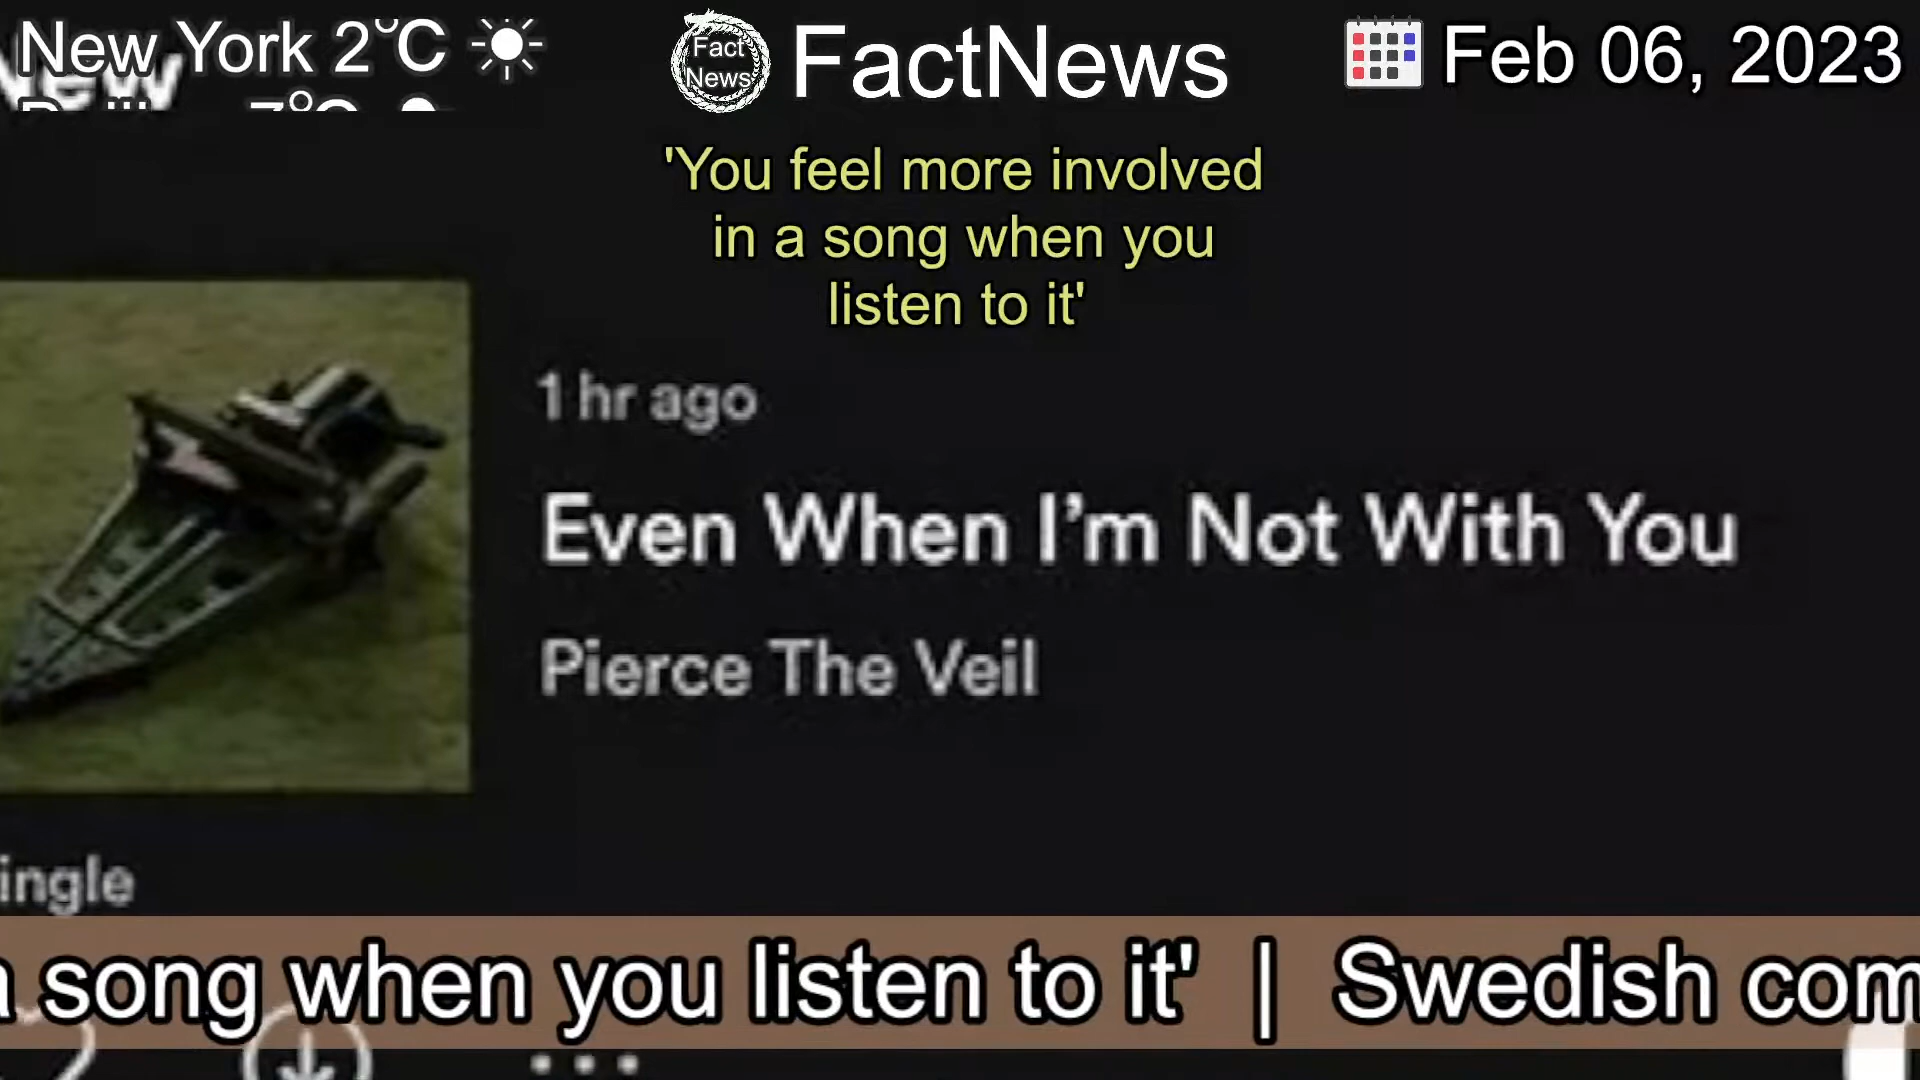 New York 2°C
FactNews
Fact
News
Feb 06, 2023
New
'You feel more involved
in a song when you
listen to it'
1 hr ago
Even When I'm Not With You
Pierce The Veil
ingle
a song when you listen to it' | Swedish com